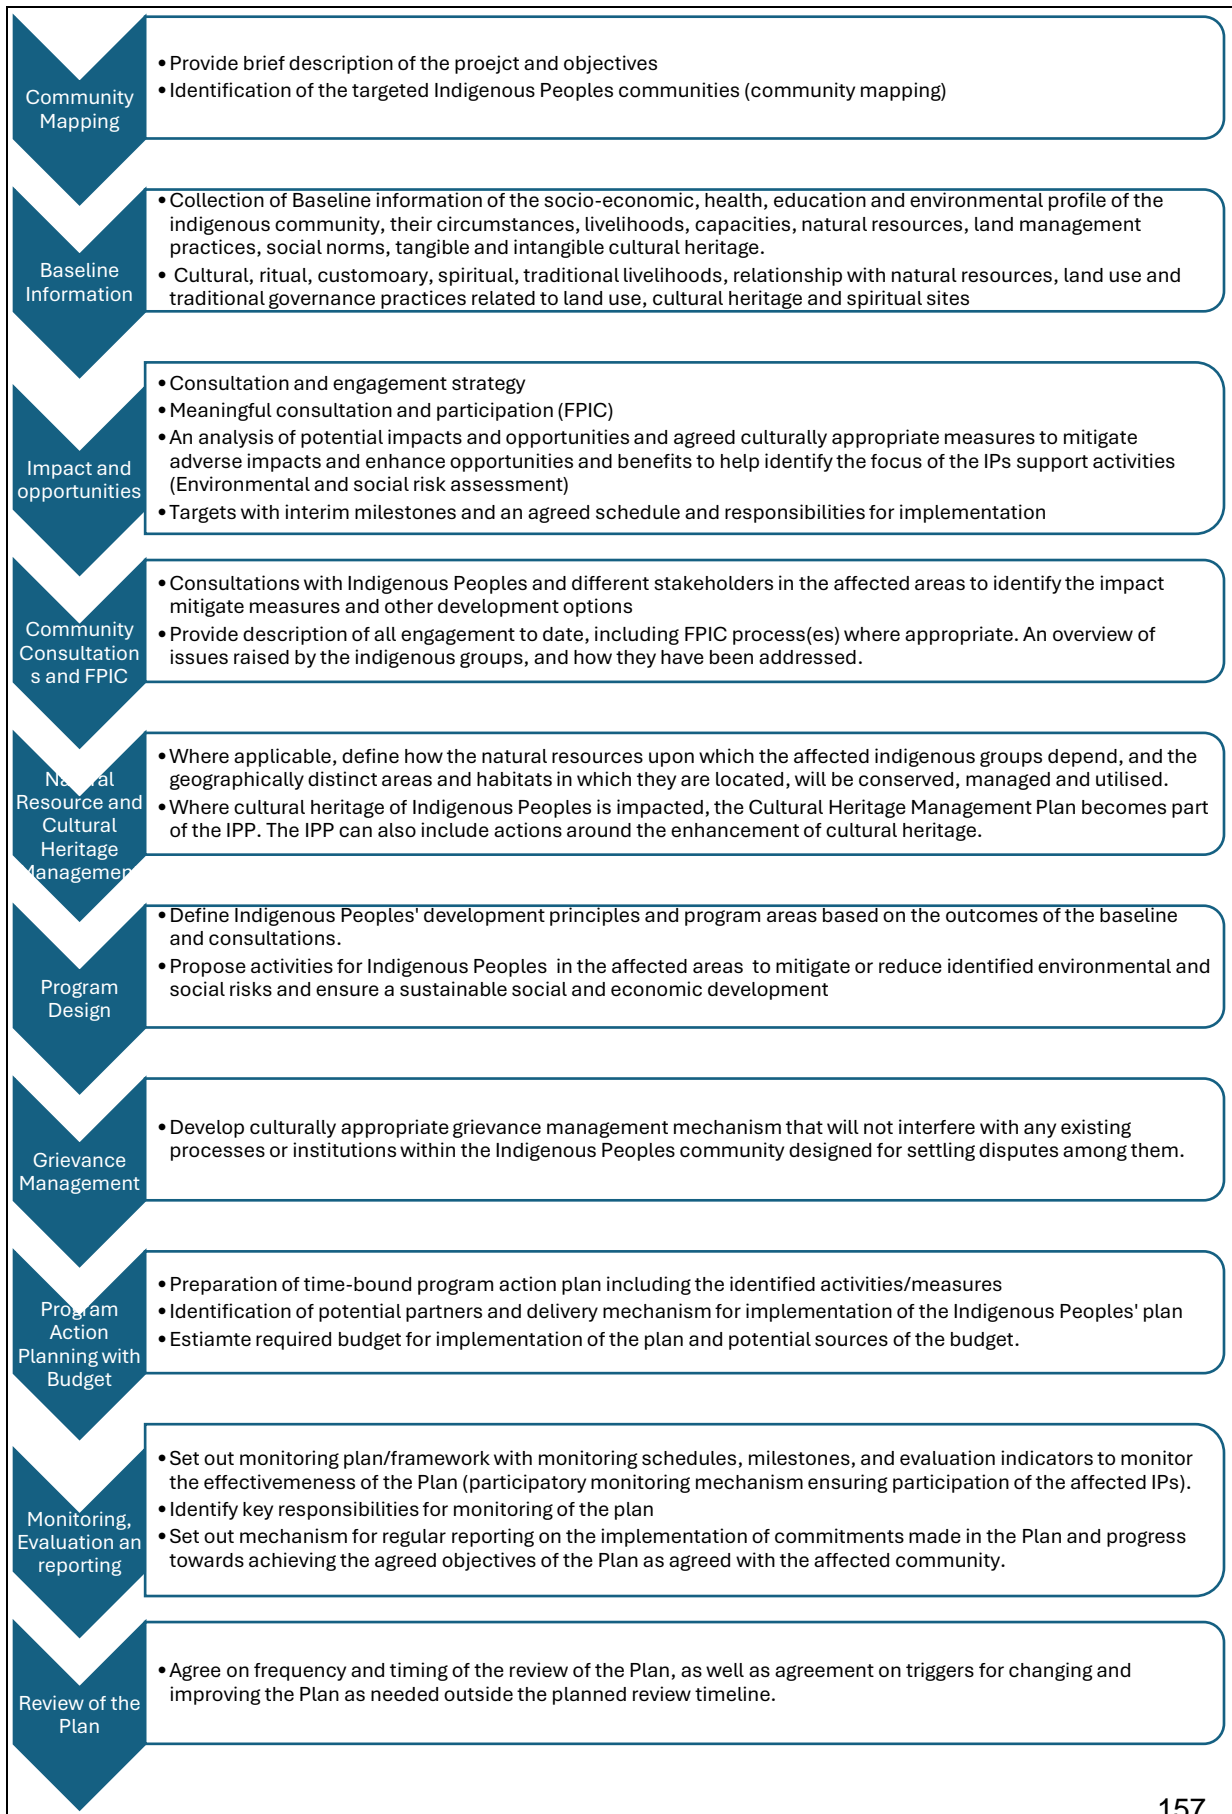 Community
Mapping
•Provide brief description of the proejct and objectives
•Identification of the targeted Indigenous Peoples communities (community mapping)
Baseline
Information
•Collection of Baseline information of the socio-economic, health, education and environmental profile of the
indigenous community, their circumstances, livelihoods, capacities, natural resources, land management
practices, social norms, tangible and intangible cultural heritage.
• Cultural, ritual, customoary, spiritual, traditional livelihoods, relationship with natural resources, land use and
traditional governance practices related to land use, cultural heritage and spiritual sites
Impact and
opportunities
•Consultation and engagement strategy
•Meaningful consultation and participation (FPIC)
•An analysis of potential impacts and opportunities and agreed culturally appropriate measures to mitigate
adverse impacts and enhance opportunities and benefits to help identify the focus of the IPs support activities
(Environmental and social risk assessment)
•Targets with interim milestones and an agreed schedule and responsibilities for implementation
Community
Consultation
s and FPIC
•Consultations with Indigenous Peoples and different stakeholders in the affected areas to identify the impact
mitigate measures and other development options
•Provide description of all engagement to date, including FPIC process(es) where appropriate. An overview of
issues raised by the indigenous groups, and how they have been addressed.
Natural
Resource and
Cultural
Heritage
Managemen
•Where applicable, define how the natural resources upon which the affected indigenous groups depend, and the
geographically distinct areas and habitats in which they are located, will be conserved, managed and utilised.
•Where cultural heritage of Indigenous Peoples is impacted, the Cultural Heritage Management Plan becomes part
of the IPP. The IPP can also include actions around the enhancement of cultural heritage.
Program
Design
•Define Indigenous Peoples' development principles and program areas based on the outcomes of the baseline
and consultations.
•Propose activities for Indigenous Peoples in the affected areas to mitigate or reduce identified environmental and
social risks and ensure a sustainable social and economic development
Grievance
Management
•Develop culturally appropriate grievance management mechanism that will not interfere with any existing
processes or institutions within the Indigenous Peoples community designed for settling disputes among them.
Program
Action
Planning with
Budget
•Preparation of time-bound program action plan including the identified activities/measures
•Identification of potential partners and delivery mechanism for implementation of the Indigenous Peoples' plan
•Estiamte required budget for implementation of the plan and potential sources of the budget.
Monitoring,
Evaluation an
reporting
•Set out monitoring plan/framework with monitoring schedules, milestones, and evaluation indicators to monitor
the effectivemeness of the Plan (participatory monitoring mechanism ensuring participation of the affected IPs).
•Identify key responsibilities for monitoring of the plan
•Set out mechanism for regular reporting on the implementation of commitments made in the Plan and progress
towards achieving the agreed objectives of the Plan as agreed with the affected community.
Review of the
Plan
•Agree on frequency and timing of the review of the Plan, as well as agreement on triggers for changing and
improving the Plan as needed outside the planned review timeline.
157